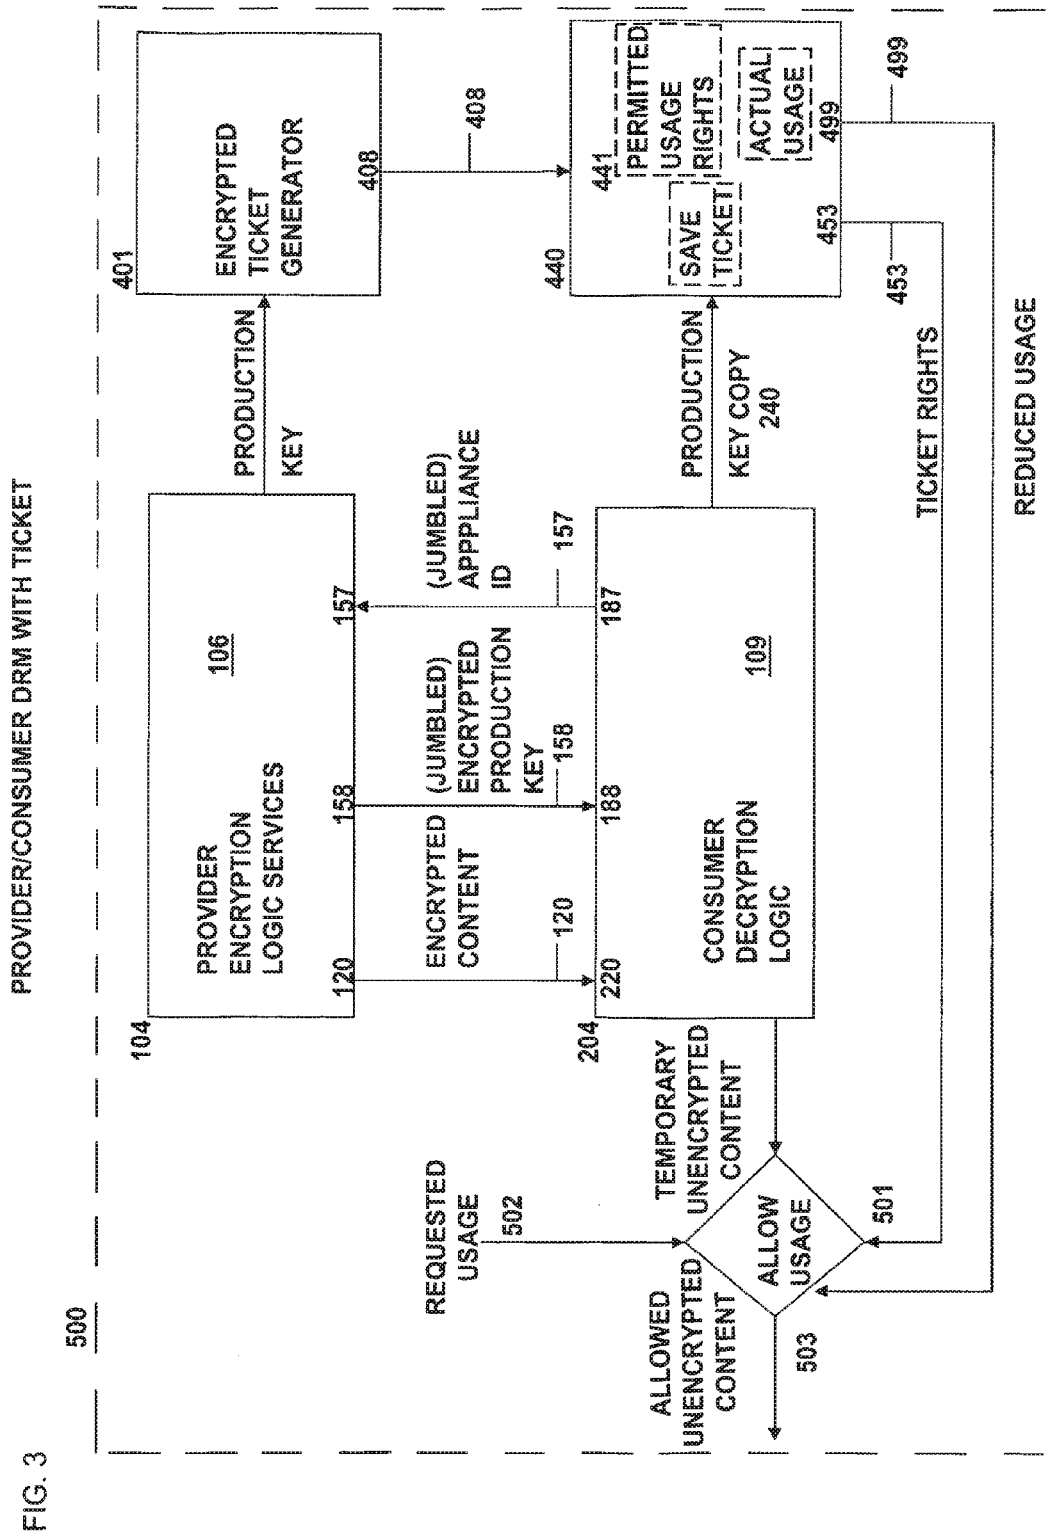 FIG. 3
PROVIDER/CONSUMER DRM WITH TICKET
500
104
PROVIDER
ENCRYPTION
LOGIC SERVICES
106
120
158
157
PRODUCTION
KEY
401
ENCRYPTED
TICKET
GENERATOR
408
408
ENCRYPTED
CONTENT
120
(JUMBLED)
ENCRYPTED
PRODUCTION
KEY
158
(JUMBLED)
APPPLIANCE
ID
157
REQUESTED
USAGE
502
204
220
188
187
CONSUMER
DECRYPTION
LOGIC
109
PRODUCTION
KEY COPY
240
440
441
PERMITTED
USAGE
RIGHTS
SAVE
TICKET
ACTUAL
USAGE
453
499
453
499
TEMPORARY
UNENCRYPTED
CONTENT
ALLOWED
UNENCRYPTED
CONTENT
ALLOW
USAGE
501
503
TICKET RIGHTS
REDUCED USAGE